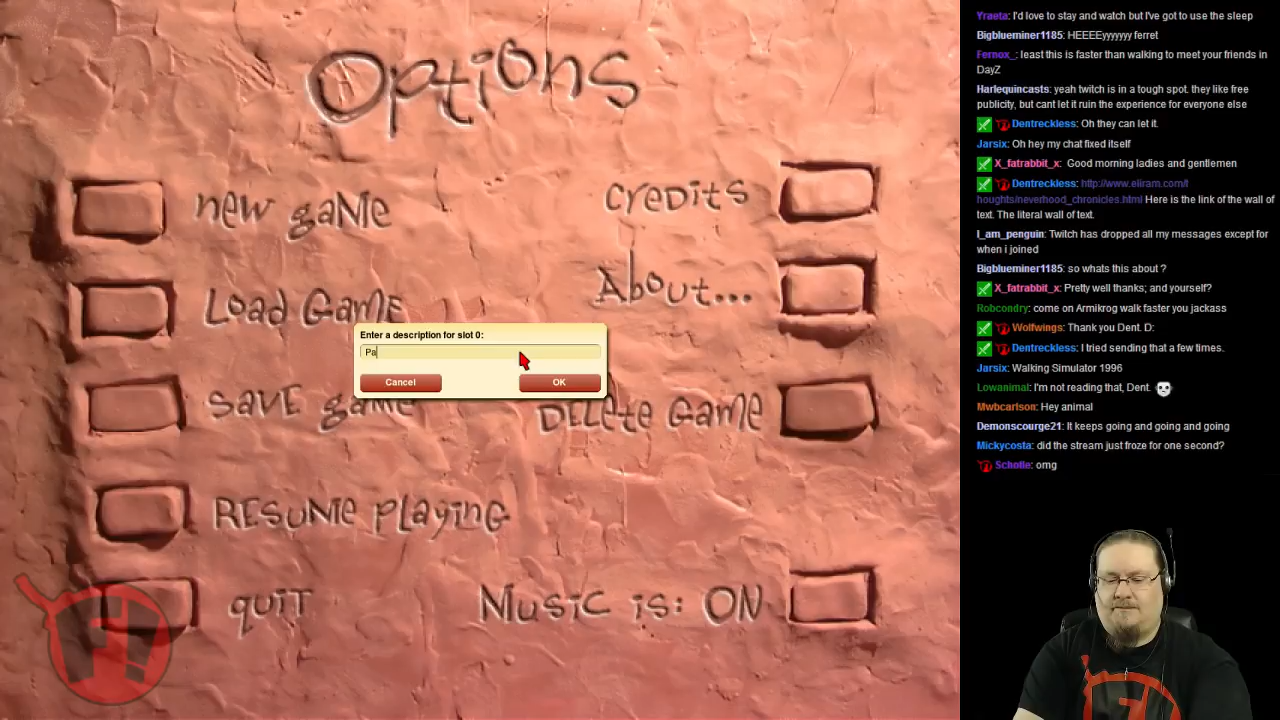 Options
new game
Load Game
save game
Resume playing
quit
Credits
About...
Delete Game
Music is: ON
Enter a description for slot 0:
Pa
Cancel
OK
F!
Yraeta: I'd love to stay and watch but I've got to use the sleep
Bigblueminer1185: HEEEEyyyyyy ferret
Fernox_: least this is faster than walking to meet your friends in
DayZ
Harlequincasts: yeah twitch is in a tough spot. they like free
publicity, but cant let it ruin the experience for everyone else
Dentreckless: Oh they can let it.
Jarsix: Oh hey my chat fixed itself
X_fatrabbit_x: Good morning ladies and gentlemen
Dentreckless: http://www.eliram.com/t
houghts/neverhood_chronicles.html Here is the link of the wall of
text. The literal wall of text.
I_am_penguin: Twitch has dropped all my messages except for
when i joined
Bigblueminer1185: so whats this about ?
X_fatrabbit_x: Pretty well thanks; and yourself?
Robcondry: come on Armikrog walk faster you jackass
Wolfwings: Thank you Dent. D:
Dentreckless: I tried sending that a few times.
Jarsix: Walking Simulator 1996
Lowanimal: I'm not reading that, Dent.
Mwbcarlson: Hey animal
Demonscourge21: It keeps going and going and going
Mickycosta: did the stream just froze for one second?
Schotle: omg